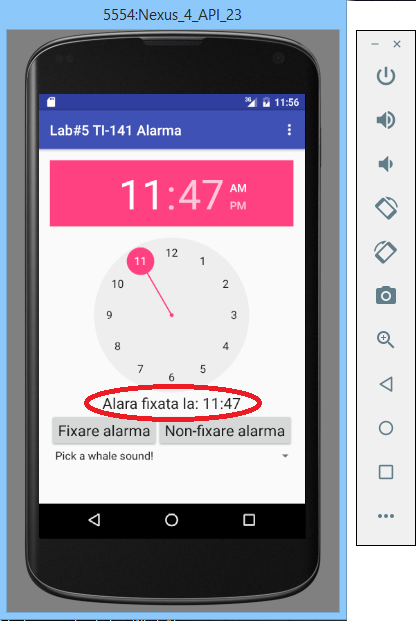 5554:Nexus_4_API_23
36 11:56
Lab#5 TI-141 Alarma
11:47 AM
PM
12
11 1
10 2
9 3
8 4
7 5
6
Alara fixata la: 11:47
Fixare alarma Non-fixare alarma
Pick a whale sound!